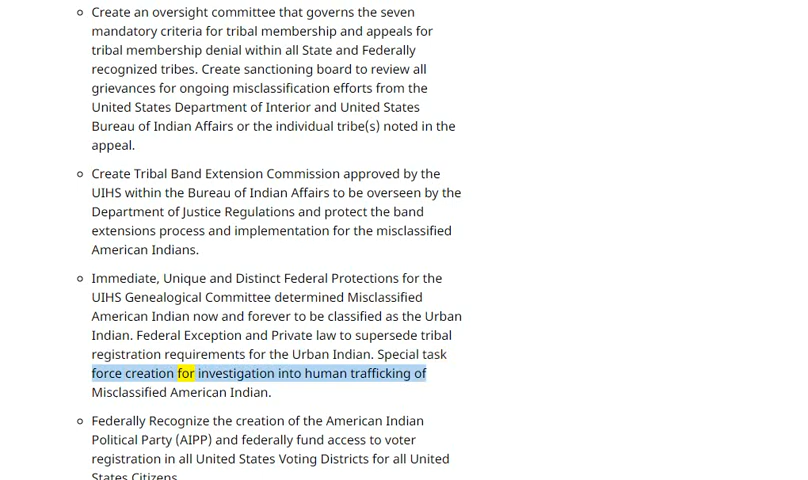 Create an oversight committee that governs the seven
mandatory criteria for tribal membership and appeals for
tribal membership denial within all State and Federally
recognized tribes. Create sanctioning board to review all
grievances for ongoing misclassification efforts from the
United States Department of Interior and United States
Bureau of Indian Affairs or the individual tribe(s) noted in the
appeal.
Create Tribal Band Extension Commission approved by the
UIHS within the Bureau of Indian Affairs to be overseen by the
Department of Justice Regulations and protect the band
extensions process and implementation for the misclassified
American Indians.
Immediate, Unique and Distinct Federal Protections for the
UIHS Genealogical Committee determined Misclassified
American Indian now and forever to be classified as the Urban
Indian. Federal Exception and Private law to supersede tribal
registration requirements for the Urban Indian. Special task
force creation for investigation into human trafficking of
Misclassified American Indian.
Federally Recognize the creation of the American Indian
Political Party (AIPP) and federally fund access to voter
registration in all United States Voting Districts for all United
States Citizens.